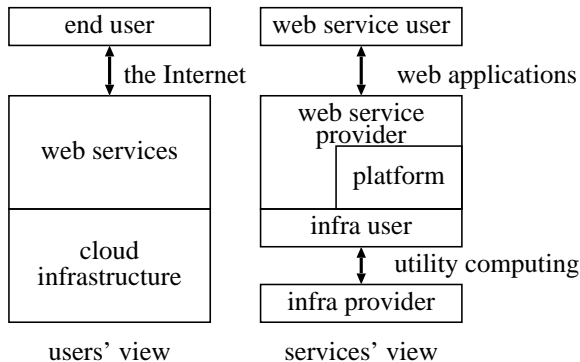 end user
the Internet
web services
cloud
infrastructure
users' view
web service user
web applications
web service
provider
platform
infra user
utility computing
infra provider
services' view